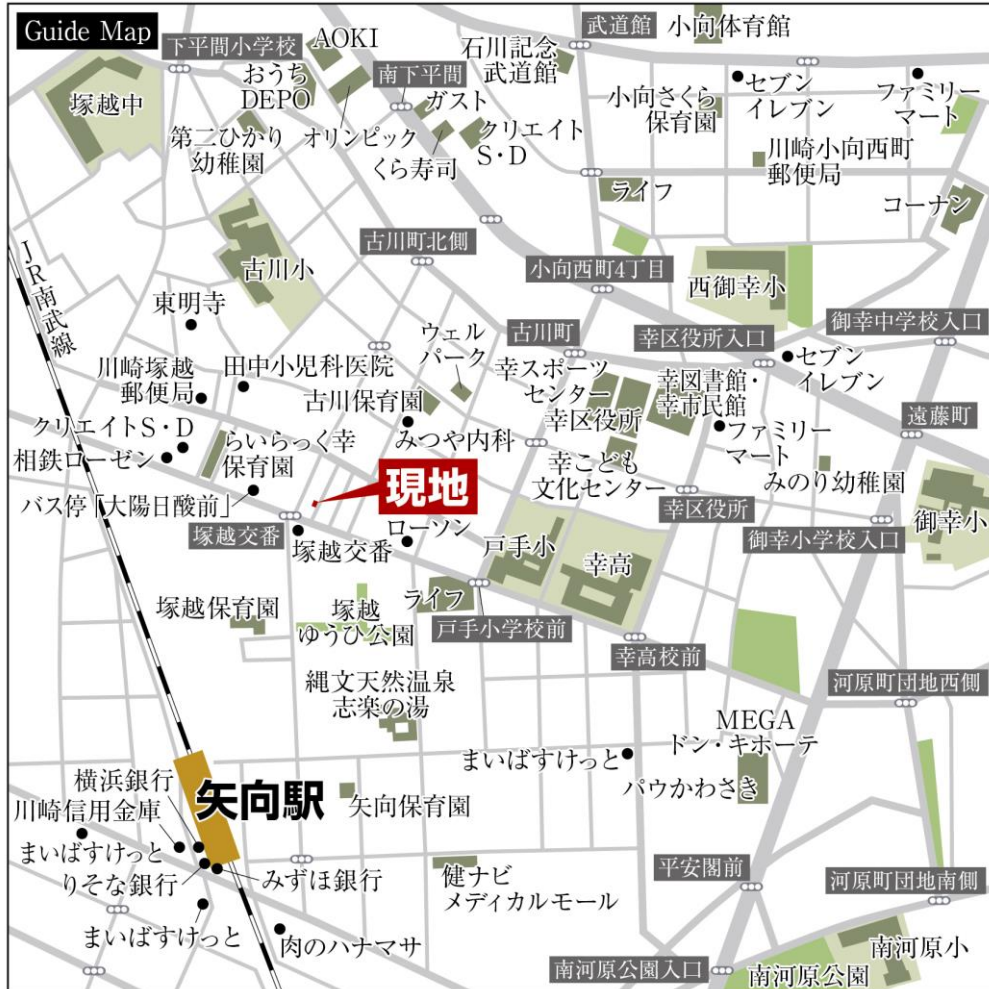 Guide Map
下平間小学校
AOKI
石川記念
武道館
武道館
小向体育館
塚越中
おうち
DEPO
南下平間
ガスト
小向さくら
保育園
セブン
イレブン
ファミリー
マート
第二ひかり
幼稚園
オリンピック
くら寿司
クリエイト
S・D
川崎小向西町
郵便局
ライフ
コーナン
JR南武線
古川小
古川町北側
小向西町4丁目
西御幸小
東明寺
ウェル
パーク
古川町
幸区役所入口
御幸中学校入口
川崎塚越
郵便局
田中小児科医院
幸スポーツ
センター
幸図書館・
幸市民館
セブン
イレブン
クリエイトS・D
古川保育園
幸区役所
遠藤町
相鉄ローゼン
らいらっく幸
保育園
みつや内科
ファミリー
マート
幸こども
文化センター
みのり幼稚園
バス停「大陽日酸前」
現地
幸区役所
塚越交番
塚越交番
ローソン
戸手小
幸高
御幸小学校入口
御幸小
塚越保育園
塚越
ゆうひ公園
ライフ
戸手小学校前
幸高校前
河原町団地西側
縄文天然温泉
志楽の湯
MEGA
ドン・キホーテ
まいばすけっと
パウかわさき
横浜銀行
川崎信用金庫
矢向駅
矢向保育園
まいばすけっと
りそな銀行
みずほ銀行
健ナビ
メディカルモール
平安閣前
河原町団地南側
まいばすけっと
肉のハナマサ
南河原公園入口
南河原公園
南河原小